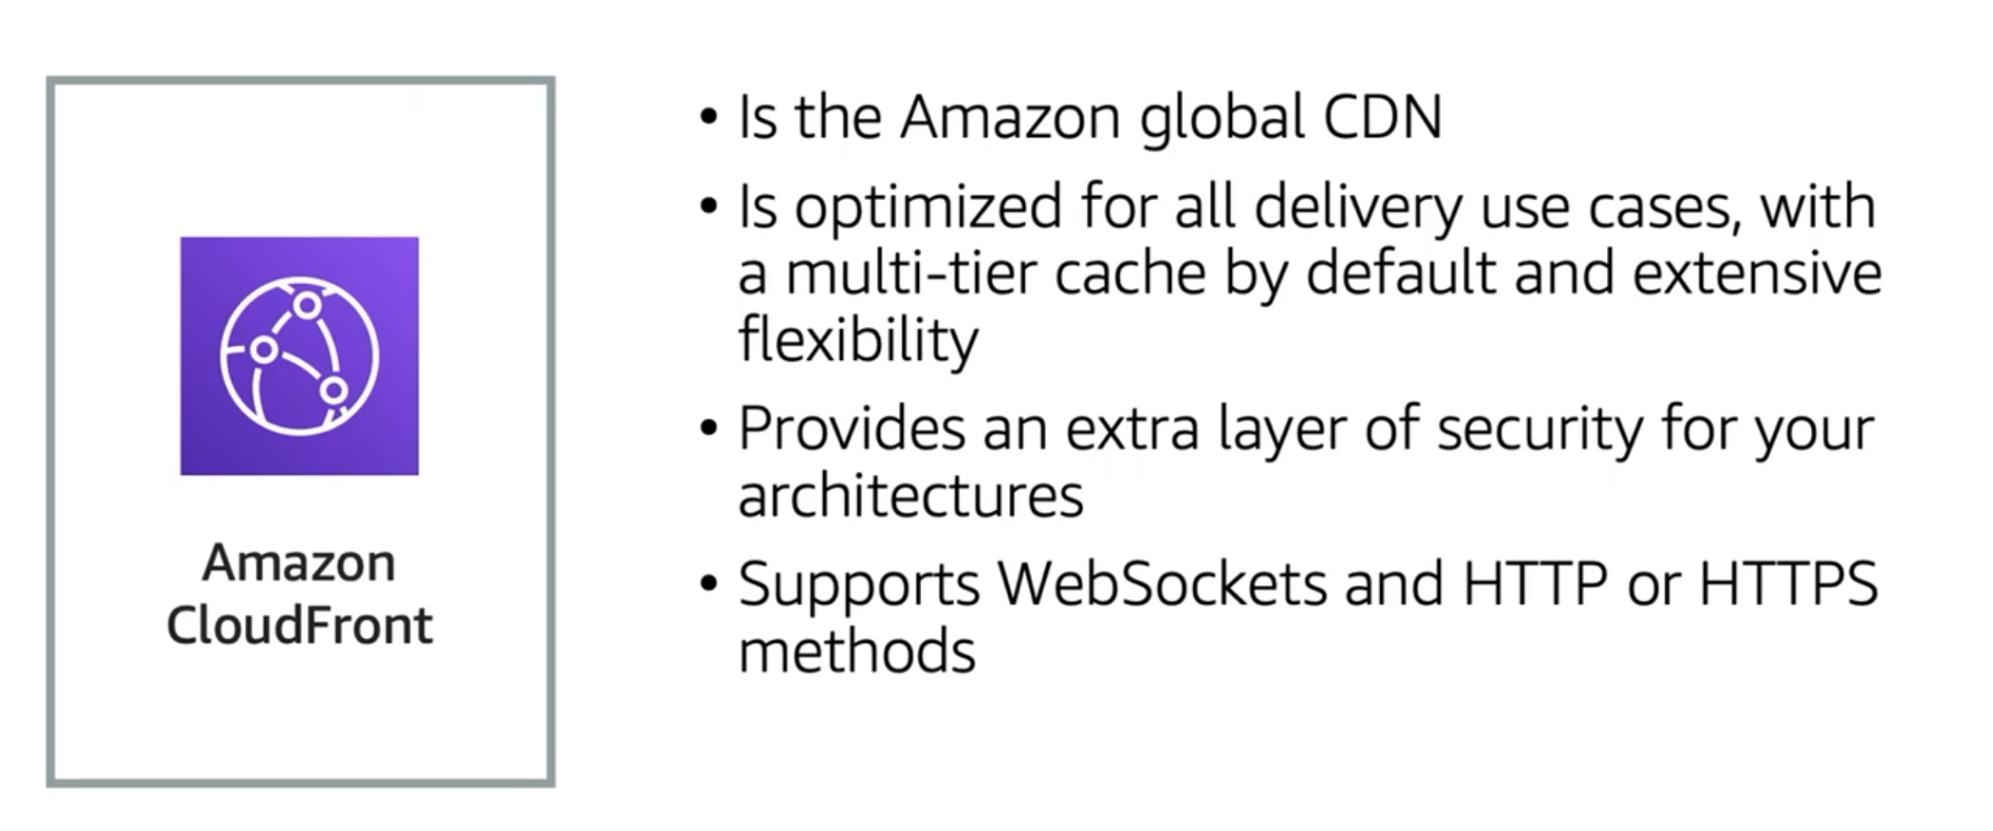 Amazon
CloudFront
• Is the Amazon global CDN
• Is optimized for all delivery use cases, with
a multi-tier cache by default and extensive
flexibility
• Provides an extra layer of security for your
architectures
• Supports WebSockets and HTTP or HTTPS
methods